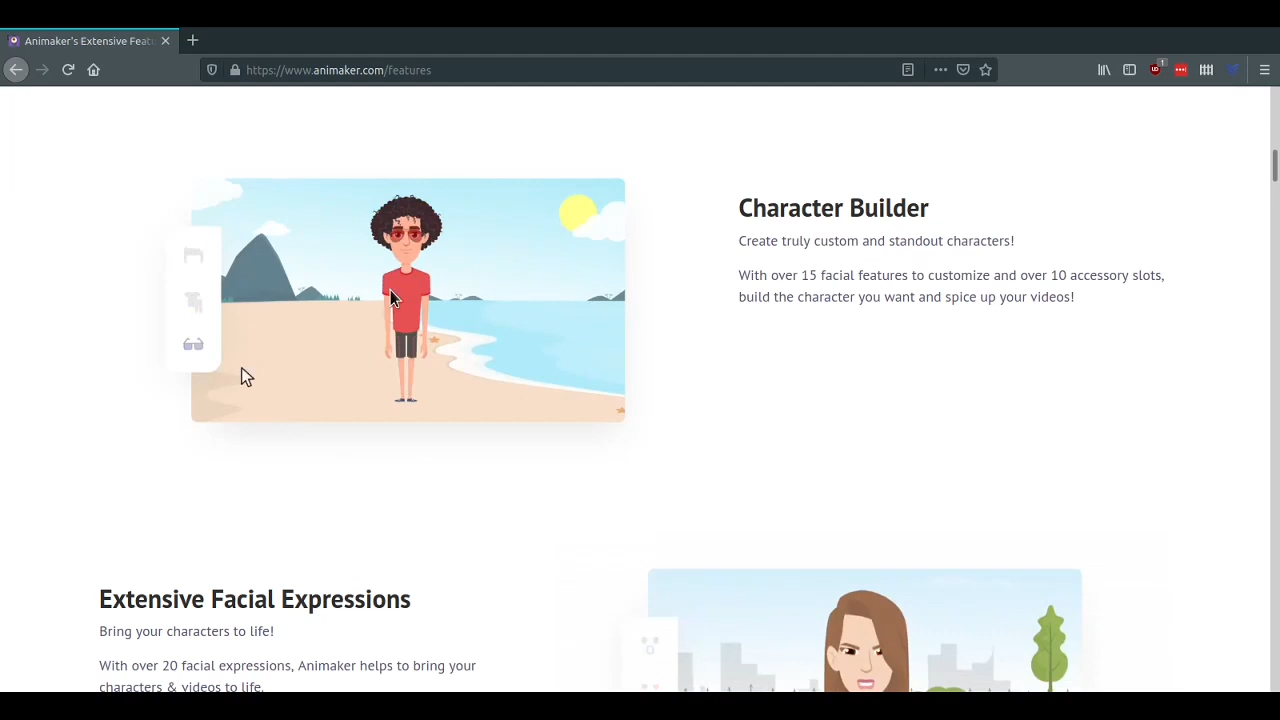 Animaker's Extensive Feat
https://www.animaker.com/features
1
Character Builder
Create truly custom and standout characters!
With over 15 facial features to customize and over 10 accessory slots,
build the character you want and spice up your videos!
Extensive Facial Expressions
Bring your characters to life!
With over 20 facial expressions, Animaker helps to bring your
characters & videos to life.